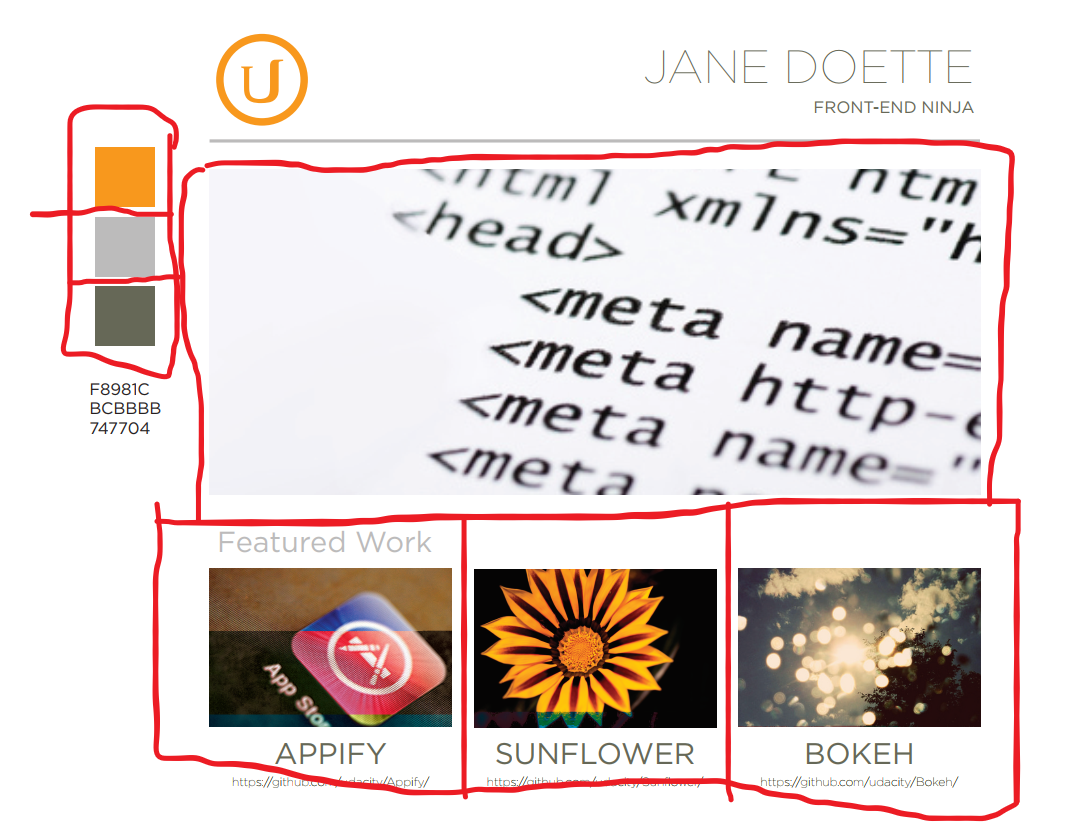 U
JANE DOETTE
FRONT-END NINJA
F8981C
BCBBBB
747704
<html
xmlns="h
<head>
<meta name=
<meta http-e
<meta name="
<meta
Featured Work
App Sto
APPIFY
https://github.com/udacity/Appify/
SUNFLOWER
https://github.com/udacity/Sunflower/
BOKEH
https://github.com/udacity/Bokeh/